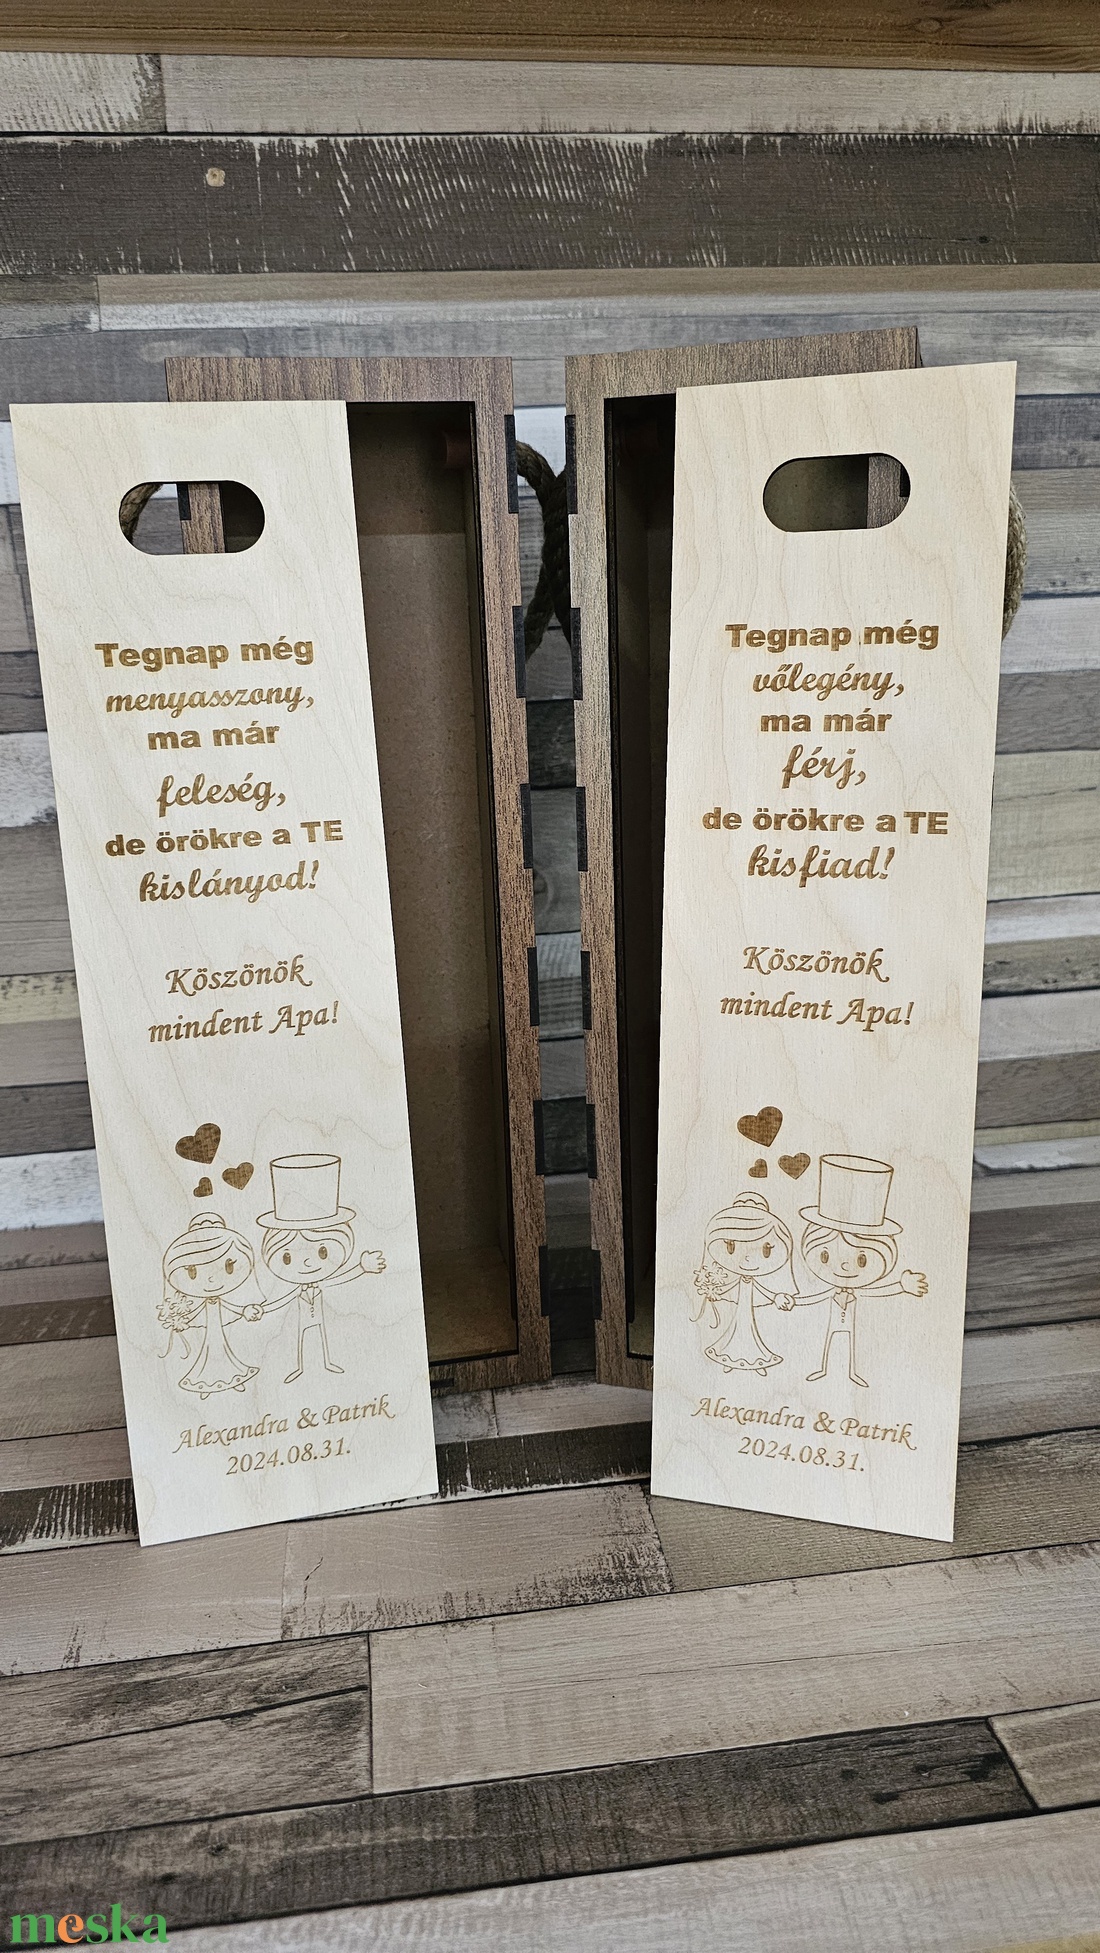 Tegnap még
menyasszony,
ma már
feleség,
de örökre a TE
kislányod!
Köszönök
mindent Apa!
Alexandra & Patrik
2024.08.31.
Tegnap még
vőlegény,
ma már
férj,
de örökre a TE
kisfiad!
Köszönök
mindent Apa!
Alexandra & Patrik
2024.08.31.
meska